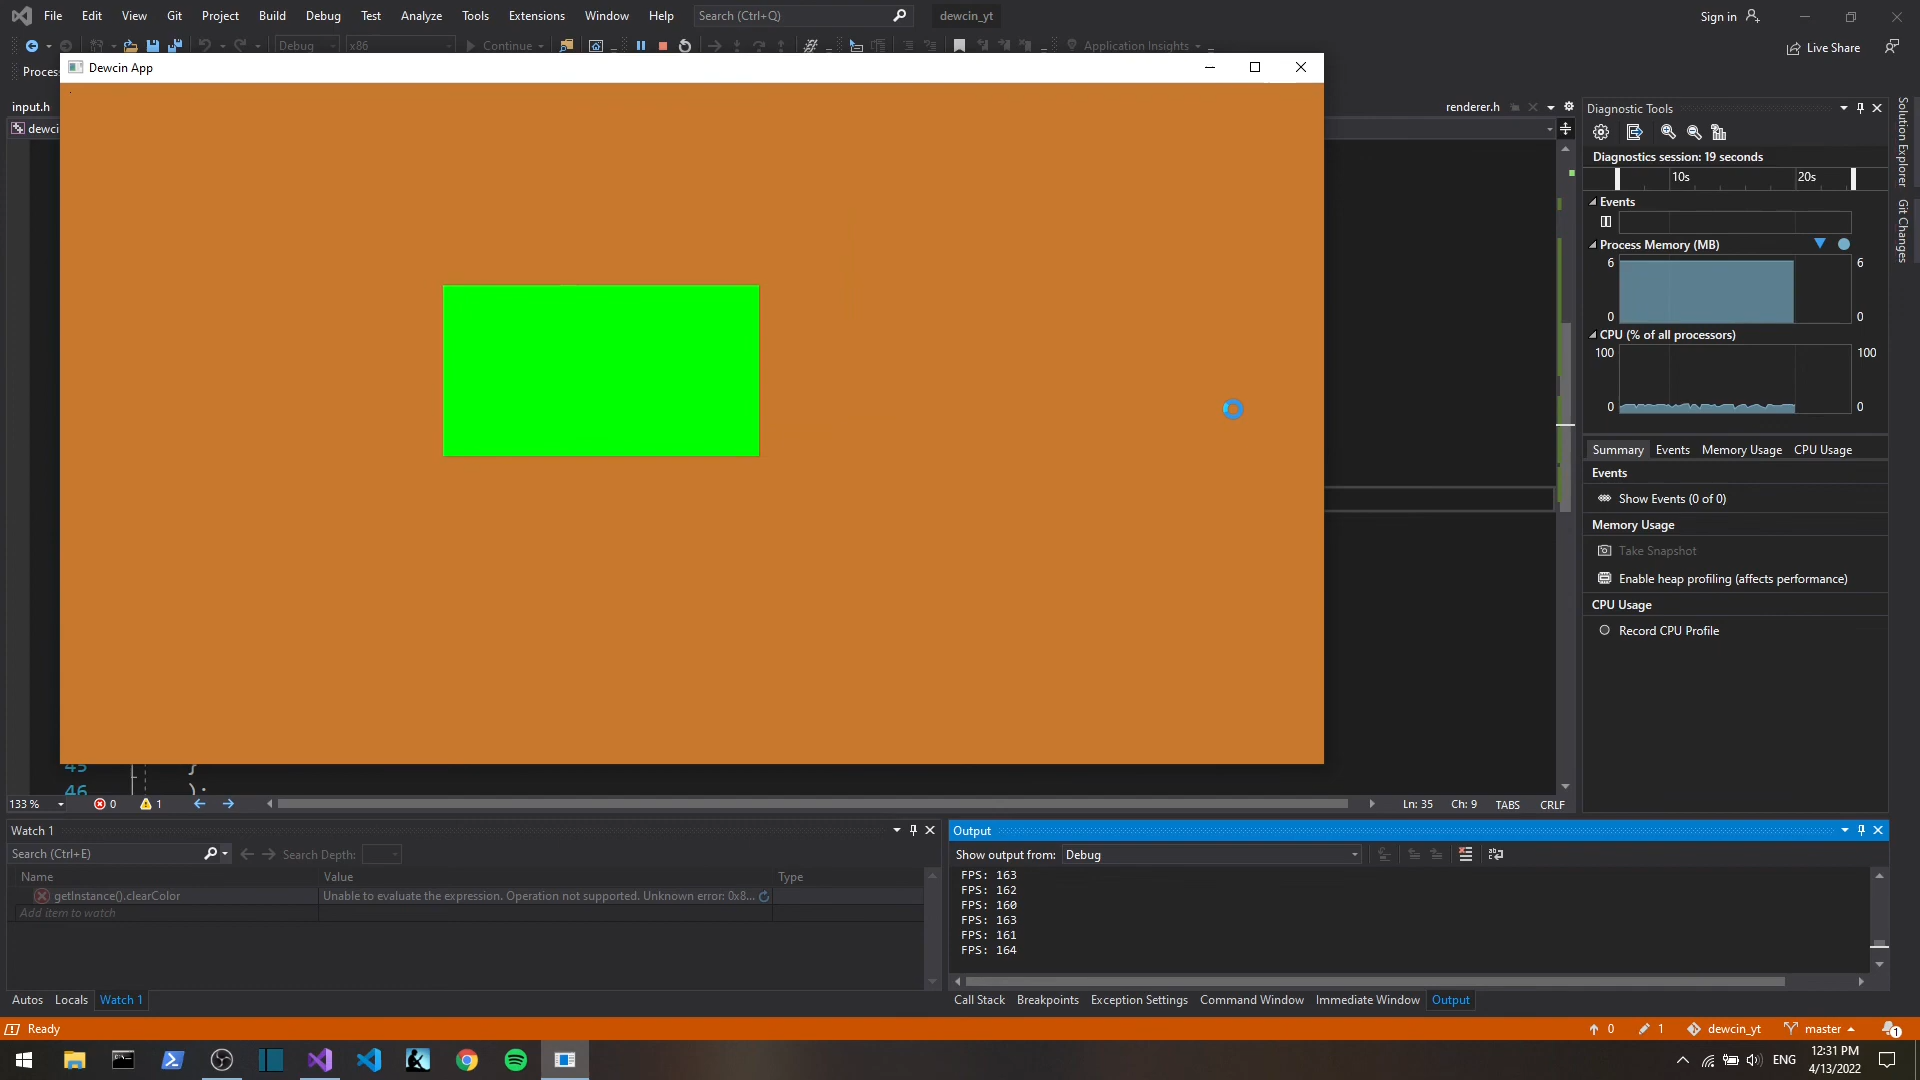 File Edit View Git Project Build Debug Test Analyze Tools Extensions Window Help Search (Ctrl+Q) dewcin_yt Sign in
Debug x86 Continue Application Insights Live Share
Dewcin App
input.h renderer.h
Diagnostic Tools
Diagnostics session: 19 seconds
10s 20s
Events
Process Memory (MB)
6 6
0 0
CPU (% of all processors)
100 100
0 0
Summary Events Memory Usage CPU Usage
Events
Show Events (0 of 0)
Memory Usage
Take Snapshot
Enable heap profiling (affects performance)
CPU Usage
Record CPU Profile
Solution Explorer
Git Changes
45 }
46 );
133 % 0 1 Ln: 35 Ch: 9 TABS CRLF
Watch 1
Search (Ctrl+E) Search Depth:
Name Value Type
getInstance().clearColor Unable to evaluate the expression. Operation not supported. Unknown error: 0x8...
Add item to watch
Autos Locals Watch 1
Output
Show output from: Debug
FPS: 163
FPS: 162
FPS: 160
FPS: 163
FPS: 161
FPS: 164
Call Stack Breakpoints Exception Settings Command Window Immediate Window Output
Ready 0 1 dewcin_yt master 1
ENG 12:31 PM
4/13/2022